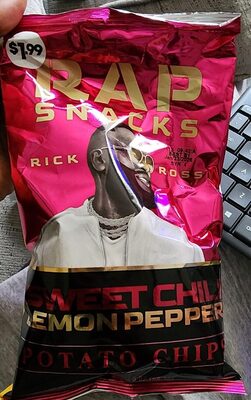 $1.99
RAP
SNACKS
RICK ROSS
SWEET CHILI
LEMON PEPPER
POTATO CHIPS